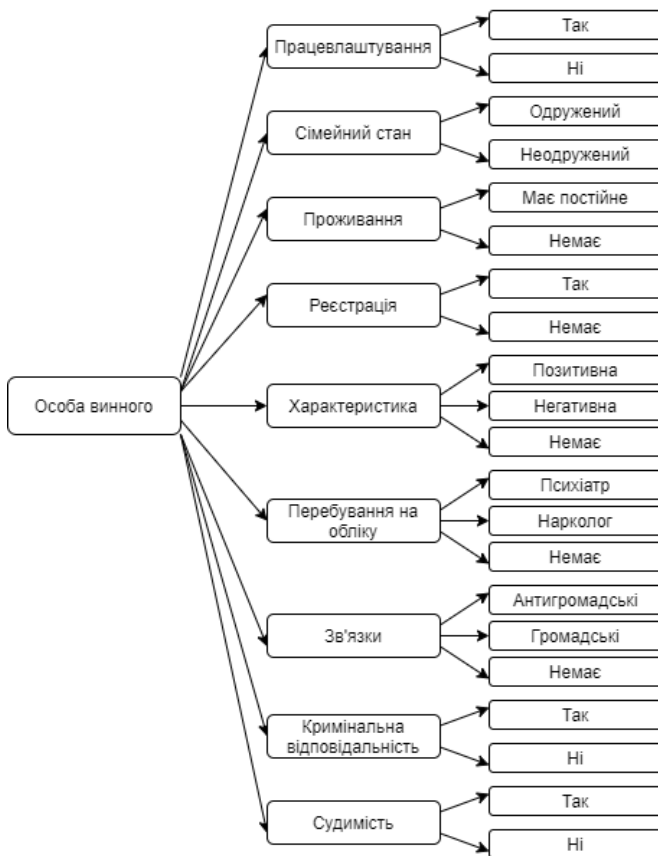 Працевлаштування
Так
Ні
Сімейний стан
Одружений
Неодружений
Проживання
Має постійне
Немає
Реєстрація
Так
Немає
Особа винного
Характеристика
Позитивна
Негативна
Немає
Перебування на
обліку
Психіатр
Нарколог
Немає
Зв'язки
Антигромадські
Громадські
Немає
Кримінальна
відповідальність
Так
Ні
Судимість
Так
Ні